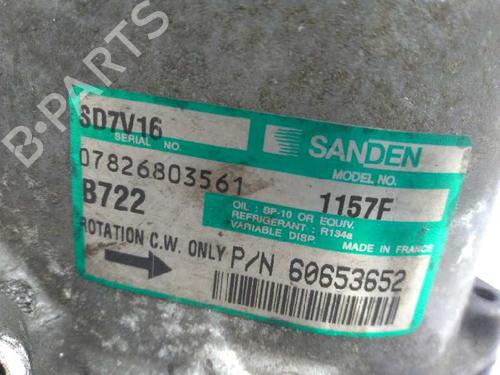 B-PARTS
SD7V16
SERIAL NO.
SANDEN
07826803561
MODEL NO.
B722
1157F
OIL : SP-10 OR EQUIV.
REFRIGERANT : R134a
VARIABLE DISP.
MADE IN FRANCE
ROTATION C.W. ONLY
P/N 60653652